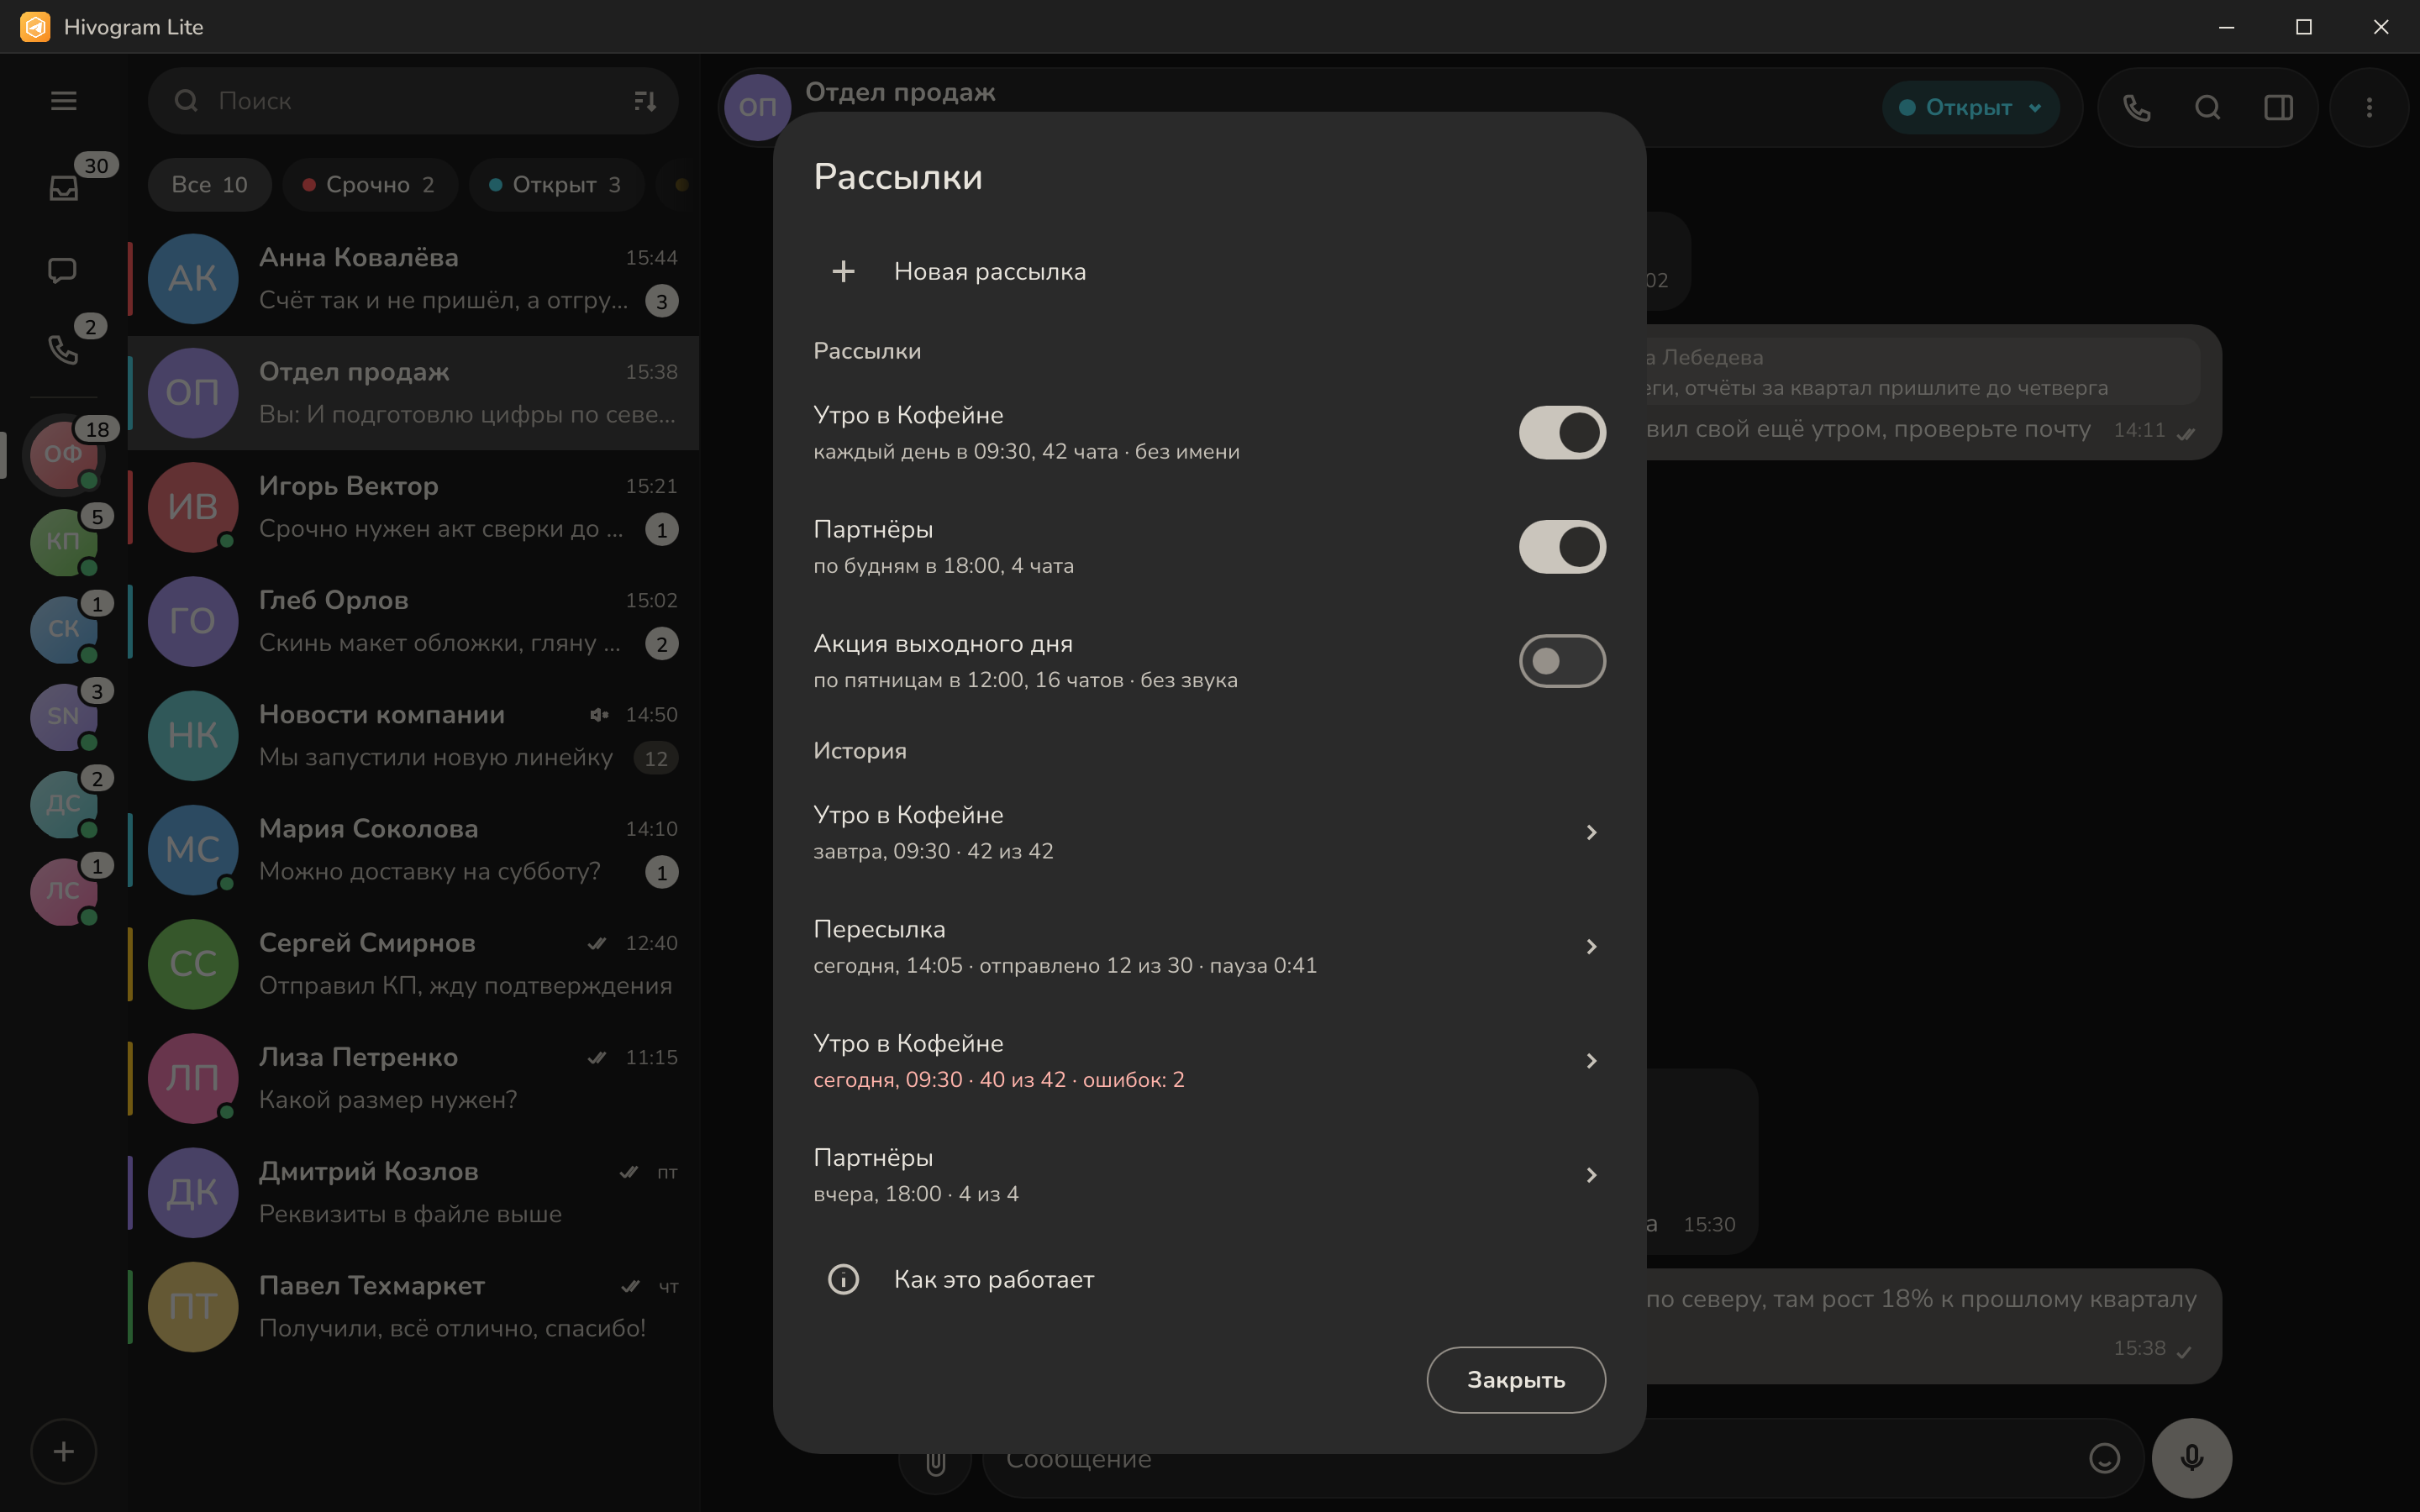 Hivogram Lite
Поиск
Все 10
Срочно 2
Открыт 3
30
2
18
ОФ
5
КП
1
СК
3
SN
2
ДС
1
ЛС
АК
Анна Ковалёва 15:44
Счёт так и не пришёл, а отгру... 3
ОП
Отдел продаж 15:38
Вы: И подготовлю цифры по севе...
ИВ
Игорь Вектор 15:21
Срочно нужен акт сверки до ... 1
ГО
Глеб Орлов 15:02
Скинь макет обложки, гляну ... 2
НК
Новости компании 14:50
Мы запустили новую линейку 12
МС
Мария Соколова 14:10
Можно доставку на субботу? 1
СС
Сергей Смирнов 12:40
Отправил КП, жду подтверждения
ЛП
Лиза Петренко 11:15
Какой размер нужен?
ДК
Дмитрий Козлов пт
Реквизиты в файле выше
ПТ
Павел Техмаркет чт
Получили, всё отлично, спасибо!
ОП
Отдел продаж
Открыт
Рассылки
Новая рассылка
Рассылки
Утро в Кофейне
каждый день в 09:30, 42 чата · без имени
Партнёры
по будням в 18:00, 4 чата
Акция выходного дня
по пятницам в 12:00, 16 чатов · без звука
История
Утро в Кофейне
завтра, 09:30 · 42 из 42
Пересылка
сегодня, 14:05 · отправлено 12 из 30 · пауза 0:41
Утро в Кофейне
сегодня, 09:30 · 40 из 42 · ошибок: 2
Партнёры
вчера, 18:00 · 4 из 4
Как это работает
Закрыть
02
а Лебедева
еги, отчёты за квартал пришлите до четверга
вил свой ещё утром, проверьте почту 14:11
а 15:30
по северу, там рост 18% к прошлому кварталу
15:38
Сообщение